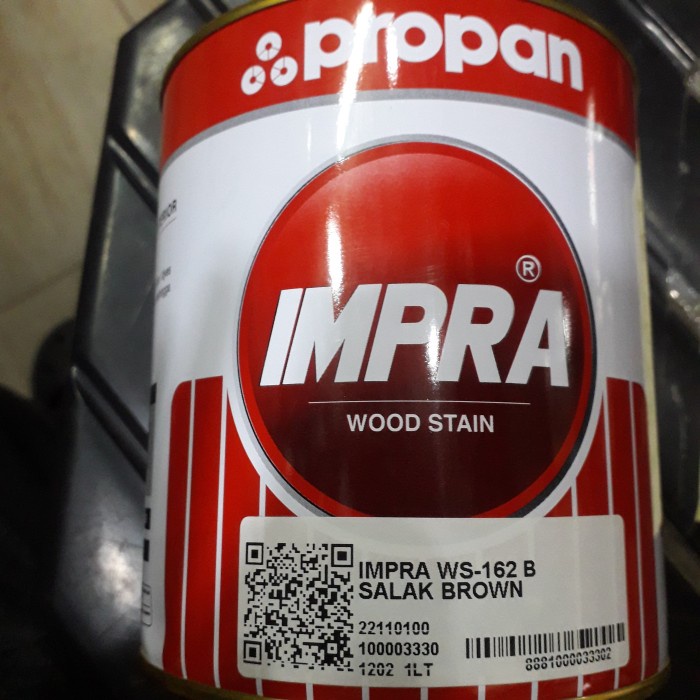 propan
IMPRA®
WOOD STAIN
IMPRA WS-162 B
SALAK BROWN
22110100
100003330
1202 1LT
8881000033302